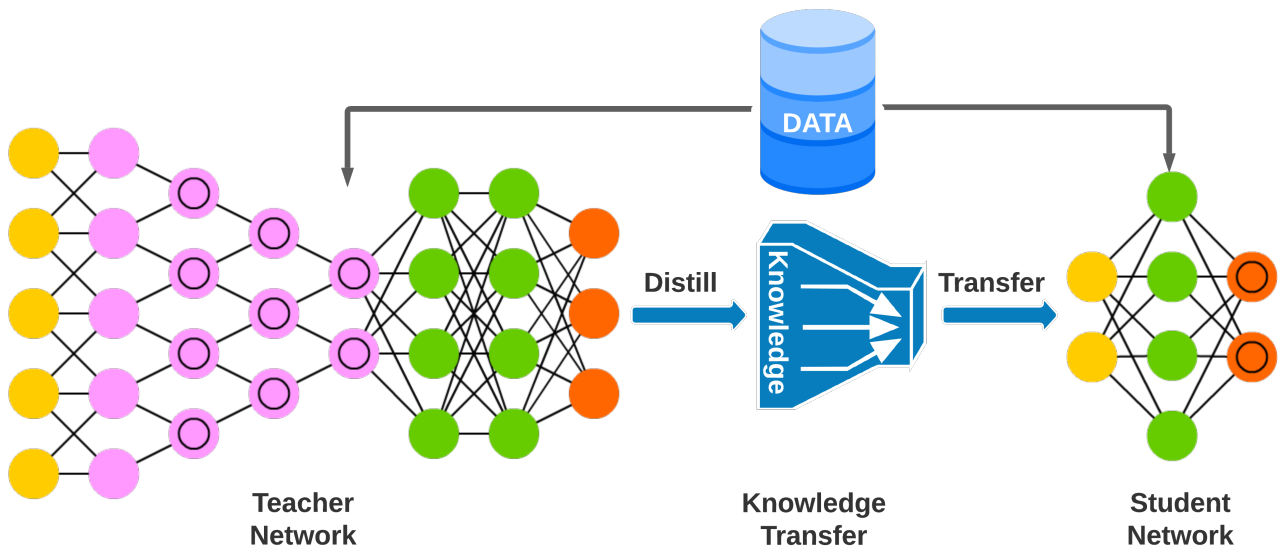 DATA
Distill
Knowledge
Transfer
Teacher
Network
Knowledge
Transfer
Student
Network